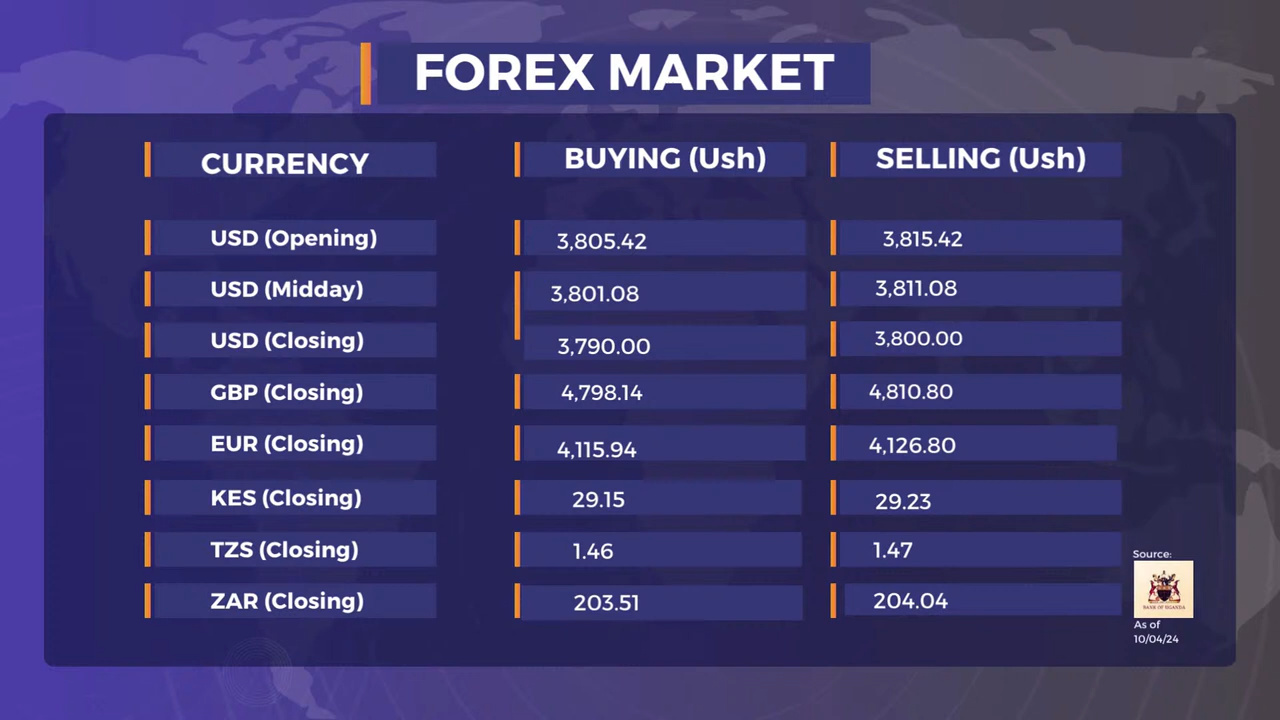 FOREX MARKET
CURRENCY BUYING (Ush) SELLING (Ush)
USD (Opening) 3,805.42 3,815.42
USD (Midday) 3,801.08 3,811.08
USD (Closing) 3,790.00 3,800.00
GBP (Closing) 4,798.14 4,810.80
EUR (Closing) 4,115.94 4,126.80
KES (Closing) 29.15 29.23
TZS (Closing) 1.46 1.47
ZAR (Closing) 203.51 204.04
Source:
BANK OF UGANDA
As of
10/04/24